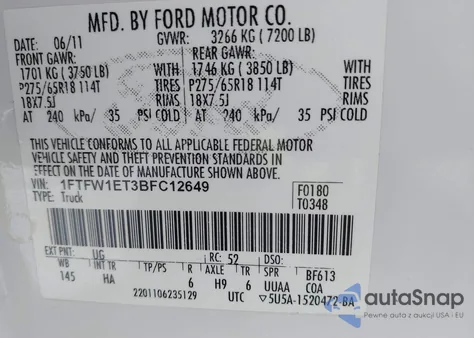 MFD. BY FORD MOTOR CO.
DATE: 06/11 GVWR: 3266 KG ( 7200 LB)
FRONT GAWR: REAR GAWR:
1701 KG ( 3750 LB) WITH 1746 KG ( 3850 LB) WITH
P275/65R18 114T TIRES P275/65R18 114T TIRES
18X7.5J RIMS 18X7.5J RIMS
AT 240 kPa/ 35 PSI COLD AT 240 kPa/ 35 PSI COLD
THIS VEHICLE CONFORMS TO ALL APPLICABLE FEDERAL MOTOR
VEHICLE SAFETY AND THEFT PREVENTION STANDARDS IN
EFFECT ON THE DATE OF MANUFACTURE SHOWN ABOVE.
VIN: 1FTFW1ET3BFC12649 F0180
TYPE: Truck T0348
EXT PNT: UG RC: 52 DSO:
WB INT TR TP/PS R AXLE TR SPR BF613
145 HA 6 H9 6 UUAA COA
2201106235129 UTC ▽5U5A-1520472 BA
autoSnap
Pewne auta z aukcji USA i EU